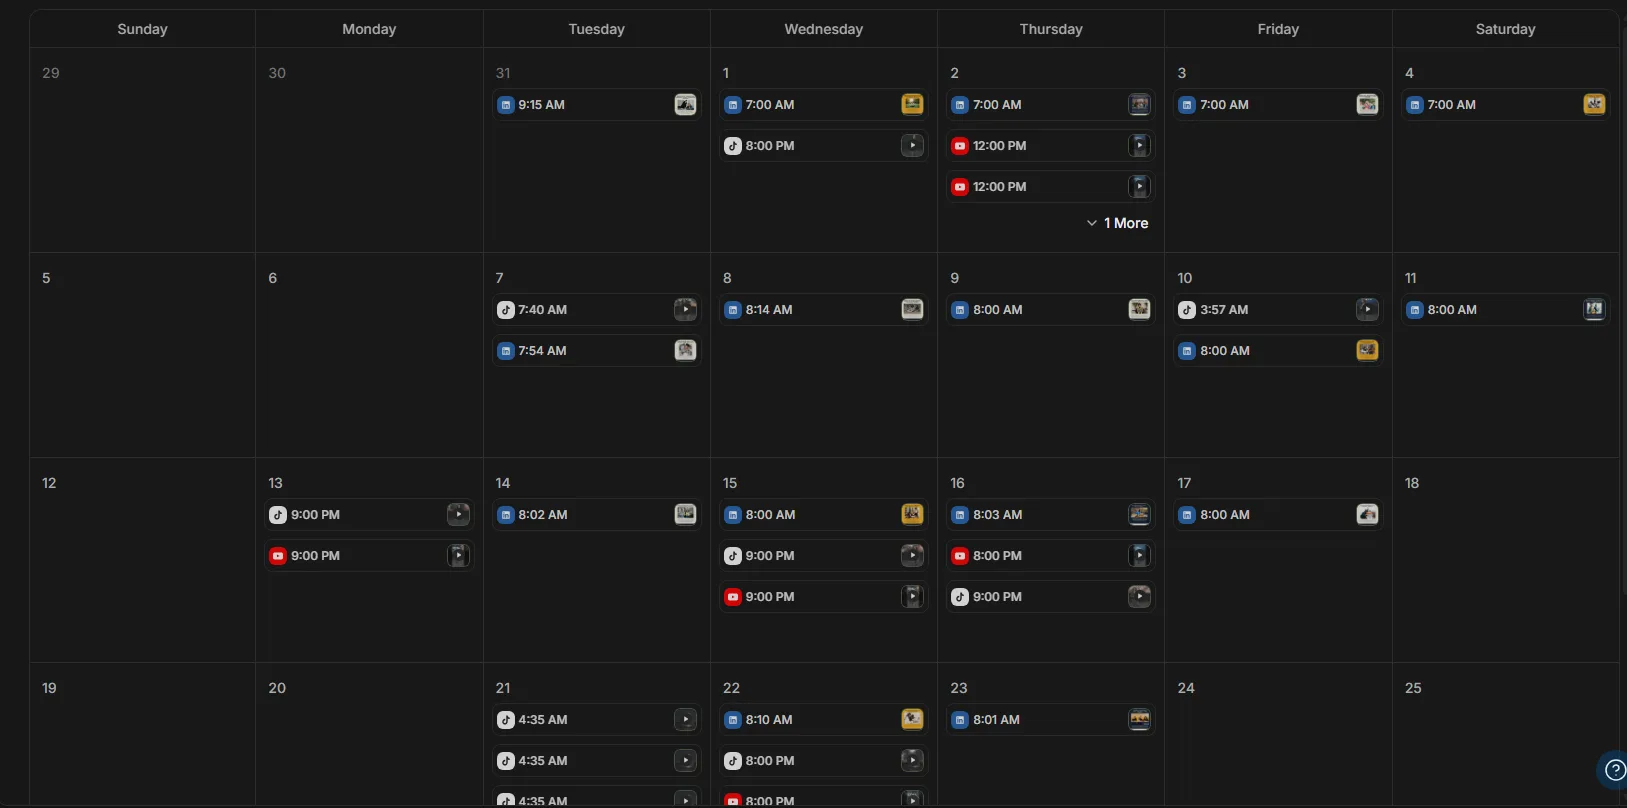 Sunday Monday Tuesday Wednesday Thursday Friday Saturday
29 30 31 1 2 3 4
9:15 AM 7:00 AM 7:00 AM 7:00 AM 7:00 AM
8:00 PM 12:00 PM
12:00 PM
1 More
5 6 7 8 9 10 11
7:40 AM 8:14 AM 8:00 AM 3:57 AM 8:00 AM
7:54 AM 8:00 AM
12 13 14 15 16 17 18
9:00 PM 8:02 AM 8:00 AM 8:03 AM 8:00 AM
9:00 PM 9:00 PM 8:00 PM
9:00 PM 9:00 PM
19 20 21 22 23 24 25
4:35 AM 8:10 AM 8:01 AM
4:35 AM 8:00 PM
4:35 AM 8:00 PM